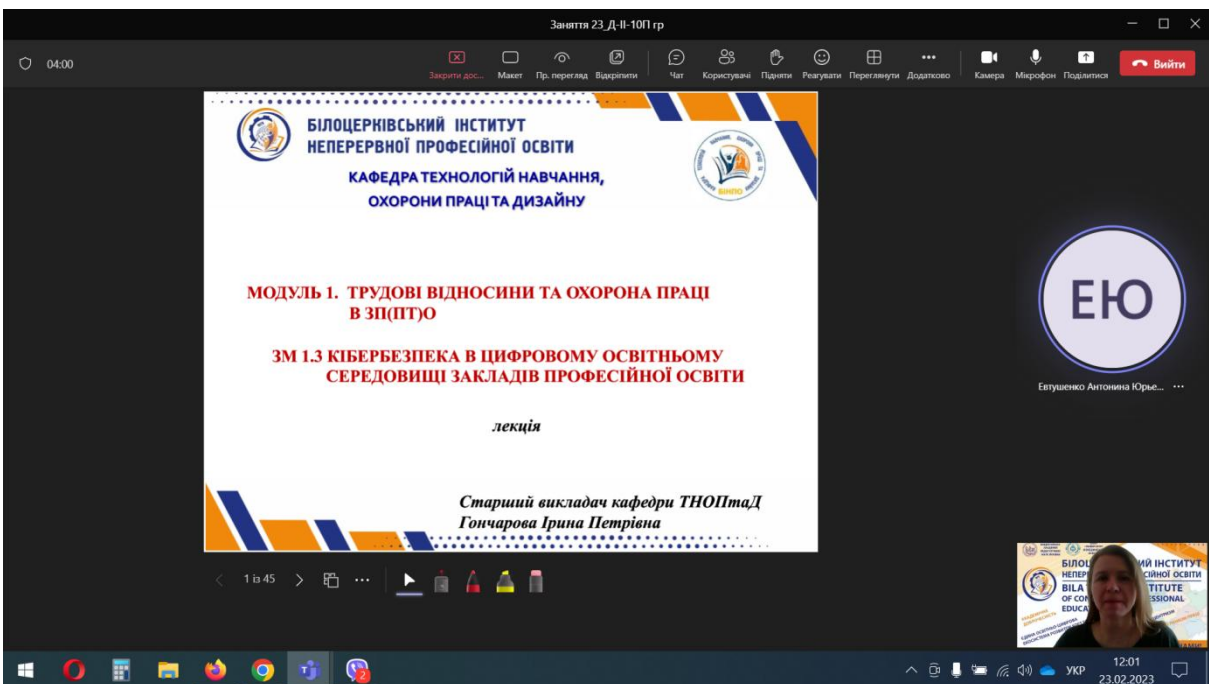 Заняття 23_Д-ІІ-10П гр
04:00
Закрити дос... Макет Пр. перегляд Відкріпити Чат Користувачі Підняти Реагувати Переглянути Додатково Камера Мікрофон Поділитися Вийти
БІЛОЦЕРКІВСЬКИЙ ІНСТИТУТ
НЕПЕРЕРВНОЇ ПРОФЕСІЙНОЇ ОСВІТИ
КАФЕДРА ТЕХНОЛОГІЙ НАВЧАННЯ,
ОХОРОНИ ПРАЦІ ТА ДИЗАЙНУ
БІНПО
МОДУЛЬ 1. ТРУДОВІ ВІДНОСИНИ ТА ОХОРОНА ПРАЦІ
В ЗП(ПТ)О
ЗМ 1.3 КІБЕРБЕЗПЕКА В ЦИФРОВОМУ ОСВІТНЬОМУ
СЕРЕДОВИЩІ ЗАКЛАДІВ ПРОФЕСІЙНОЇ ОСВІТИ
лекція
Старший викладач кафедри ТНОПтаД
Гончарова Ірина Петрівна
ЕЮ
Евтушенко Антонина Юрье... ...
1 із 45
БІЛОЦ ИЙ ІНСТИТУТ
НЕПЕР СІЙНОЇ ОСВІТИ
BILA TITUTE
OF CON ESSIONAL
EDUCA
2
УКР
12:01
23.02.2023